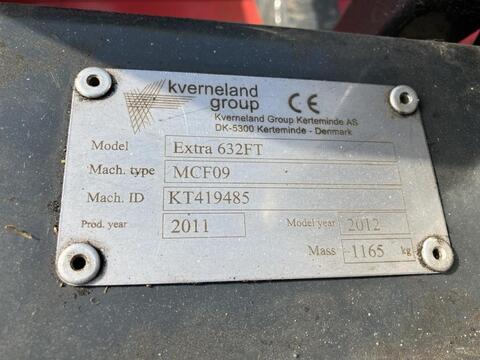 kverneland
group CE
Kverneland Group Kerteminde AS
DK-5300 Kerteminde - Denmark
Model Extra 632FT
Mach. type MCF09
Mach. ID KT419485
Prod. year 2011 Model year 2012
Mass 1165 kg